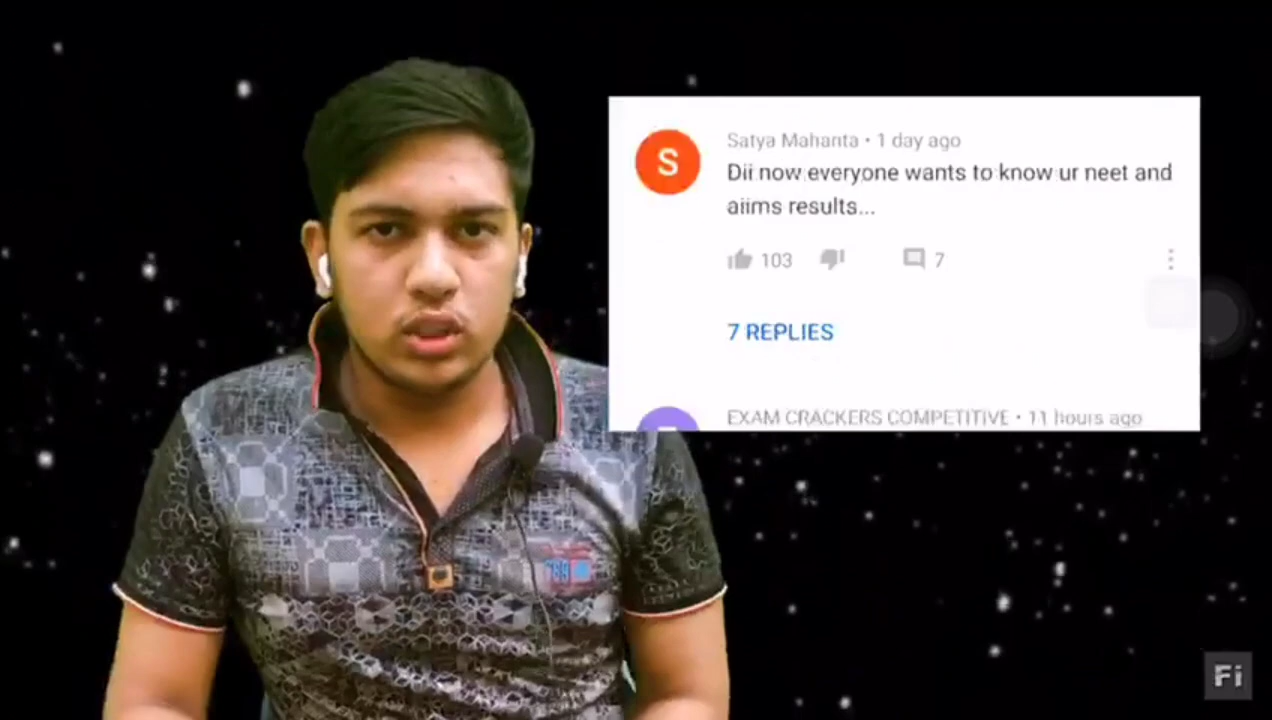 S
Satya Mahanta • 1 day ago
Dii now everyone wants to know ur neet and
aiims results...
103
7
7 REPLIES
EXAM CRACKERS COMPETITIVE • 11 hours ago
Fi